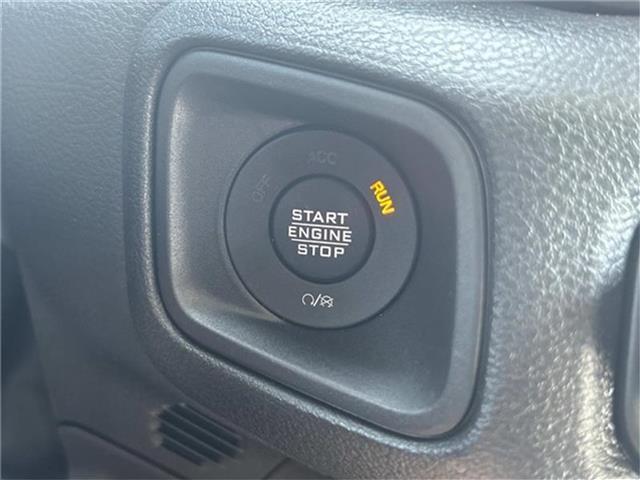 ACC
OFF
RUN
START
ENGINE
STOP